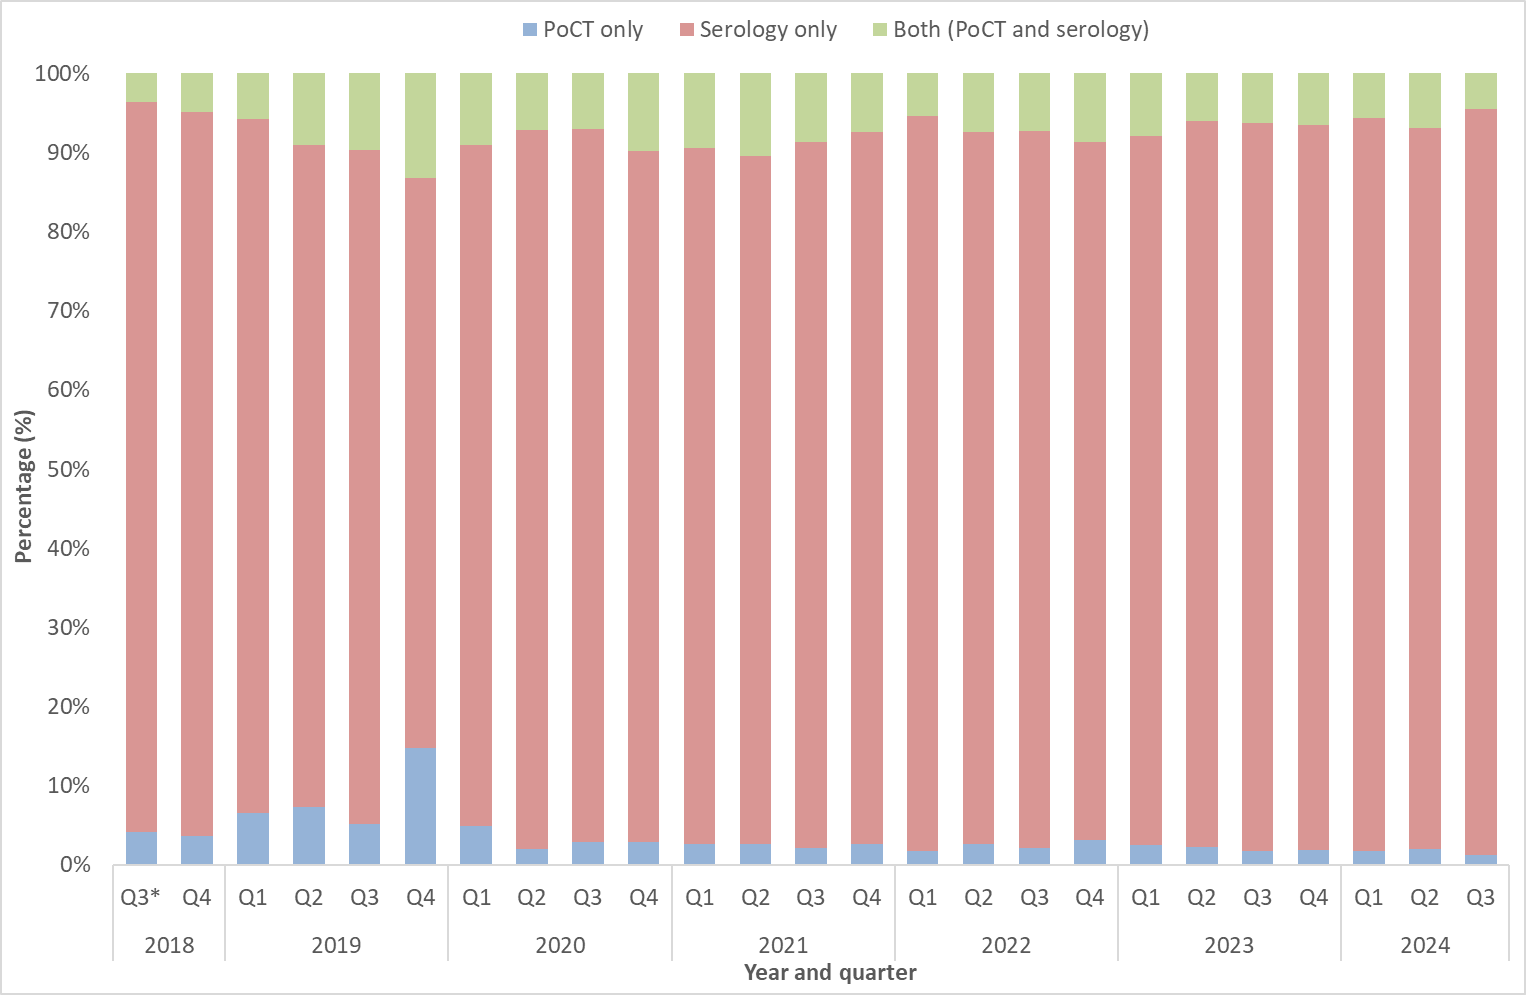 PoCT only Serology only Both (PoCT and serology)
100%
90%
80%
70%
60%
50%
40%
30%
20%
10%
0%
Percentage (%)
Q3* Q4 Q1 Q2 Q3 Q4 Q1 Q2 Q3 Q4 Q1 Q2 Q3 Q4 Q1 Q2 Q3 Q4 Q1 Q2 Q3 Q4 Q1 Q2 Q3
2018 2019 2020 2021 2022 2023 2024
Year and quarter